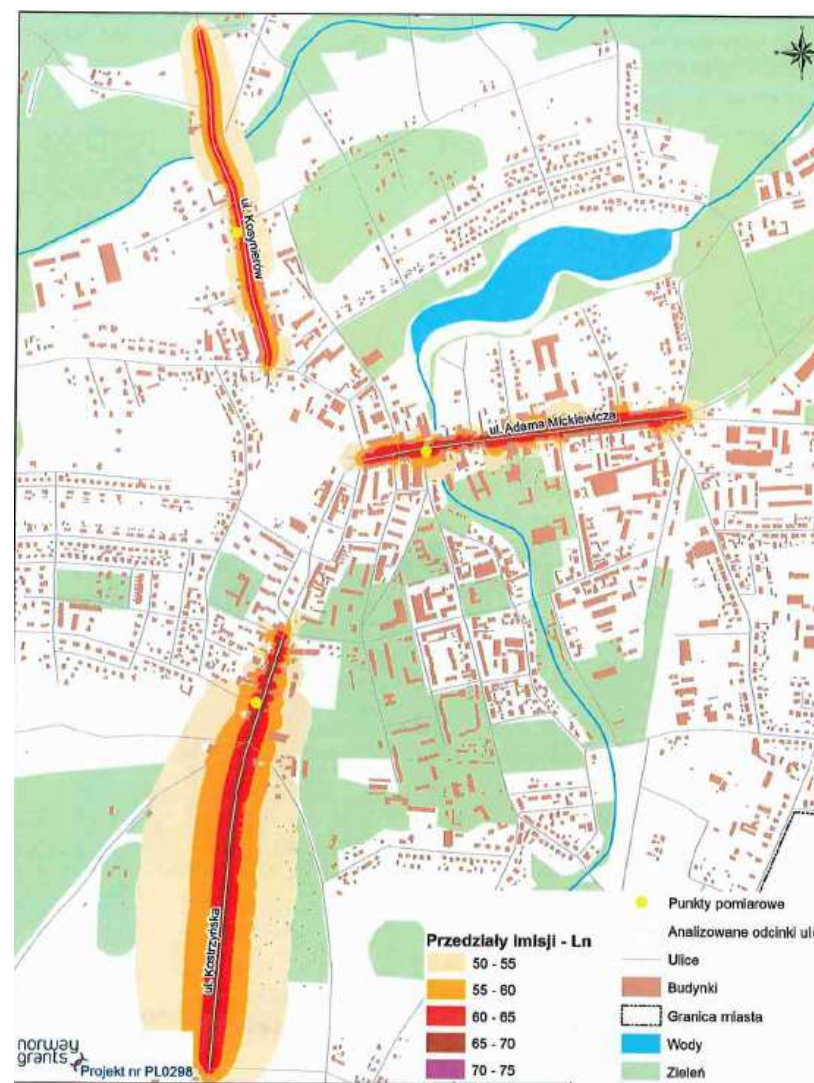 ul. Kosynierów
ul. Adama Mickiewicza
ul. Kostrzyńska
Przedziały imisji - Ln
50 - 55
55 - 60
60 - 65
65 - 70
70 - 75
Punkty pomiarowe
Analizowane odcinki ulic
Ulice
Budynki
Granica miasta
Wody
Zieleń
norway
grants
Projekt nr PL0298